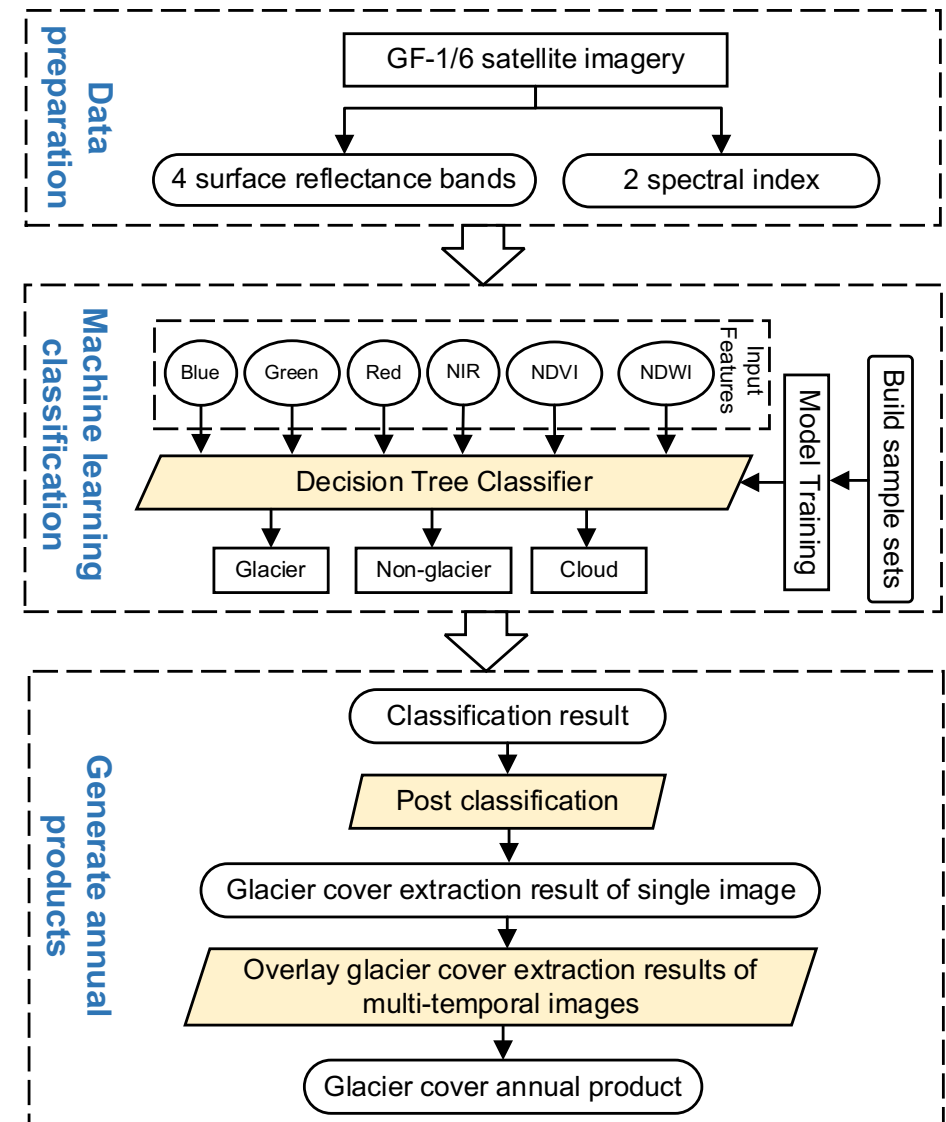 Data
preparation
GF-1/6 satellite imagery
4 surface reflectance bands
2 spectral index
Machine learning
classification
Blue
Green
Red
NIR
NDVI
NDWI
Input
Features
Decision Tree Classifier
Model Training
Build sample sets
Glacier
Non-glacier
Cloud
Generate annual
products
Classification result
Post classification
Glacier cover extraction result of single image
Overlay glacier cover extraction results of
multi-temporal images
Glacier cover annual product